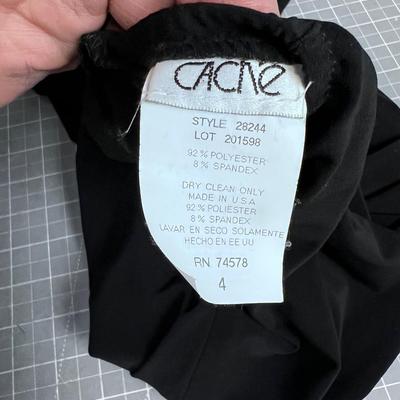 CACHE
STYLE 28244
LOT 201598
92% POLYESTER
8% SPANDEX
DRY CLEAN ONLY
MADE IN U S A
92% POLIESTER
8% SPANDEX
LAVAR EN SECO SOLAMENTE
HECHO EN EE UU
RN 74578
4